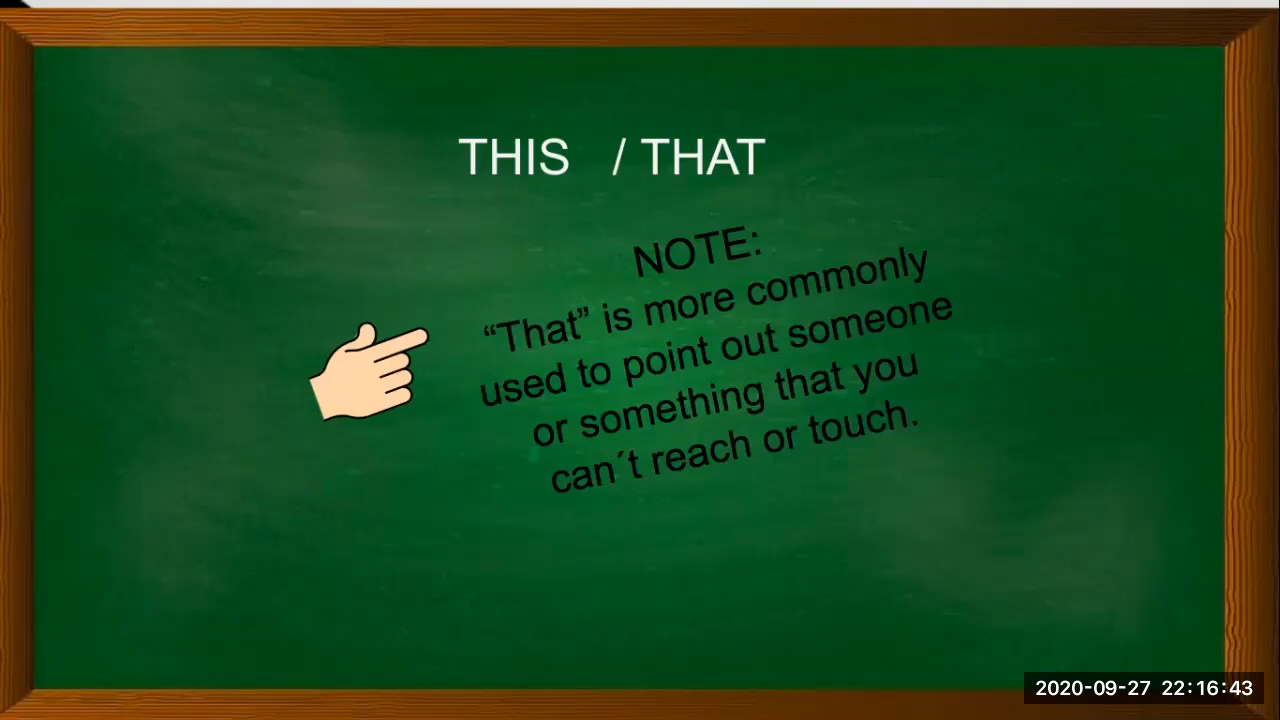 THIS / THAT
NOTE:
“That” is more commonly
used to point out someone
or something that you
can´t reach or touch.
2020-09-27 22:16:43